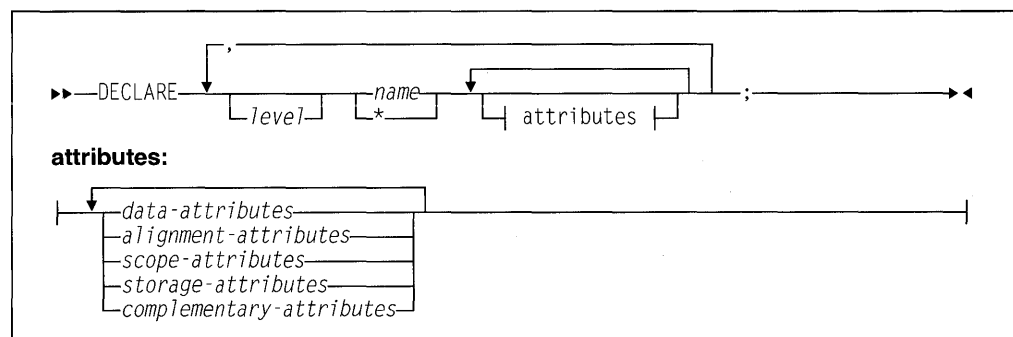 ,
DECLARE level name attributes ;
*
attributes:
data-attributes
alignment-attributes
scope-attributes
storage-attributes
complementary-attributes